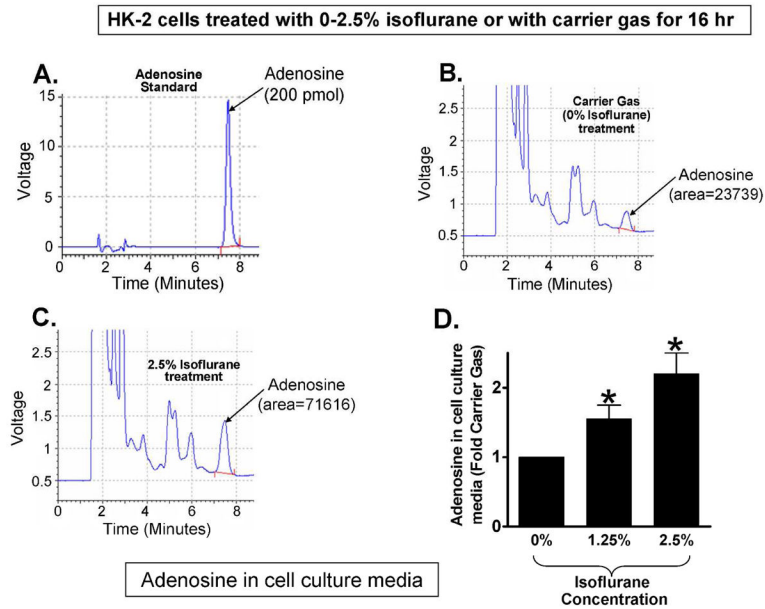 HK-2 cells treated with 0-2.5% isoflurane or with carrier gas for 16 hr
A.
Adenosine
Standard
Adenosine
(200 pmol)
15
10
5
0
Voltage
0 2 4 6 8
Time (Minutes)
B.
Carrier Gas
(0% Isoflurane)
treatment
Adenosine
(area=23739)
2.5
2
1.5
1
0.5
Voltage
0 2 4 6 8
Time (Minutes)
C.
2.5% Isoflurane
treatment
Adenosine
(area=71616)
2.5
2
1.5
1
0.5
Voltage
0 2 4 6 8
Time (Minutes)
D.
Adenosine in cell culture
media (Fold Carrier Gas)
2
1
0
* *
0% 1.25% 2.5%
Isoflurane
Concentration
Adenosine in cell culture media